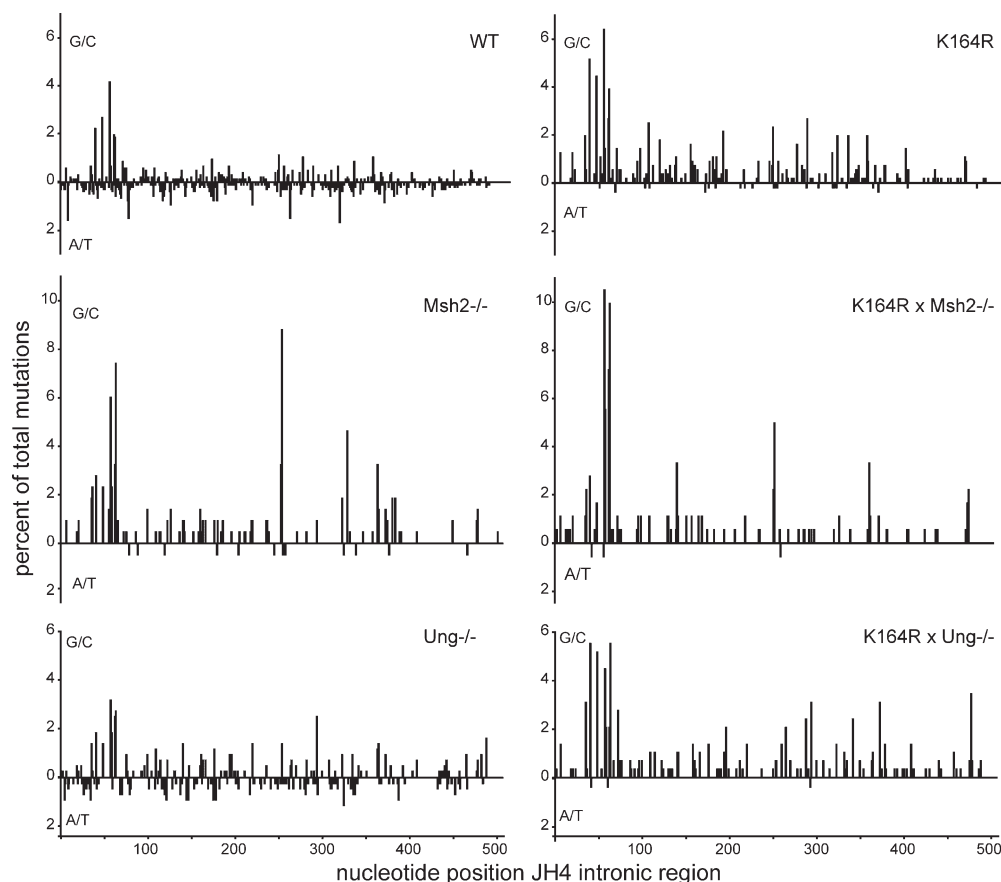 6
G/C
WT
4
2
0
2
A/T
6
G/C
K164R
4
2
0
2
A/T
10
G/C
Msh2-/-
8
6
4
2
0
2
A/T
10
G/C
K164R x Msh2-/-
8
6
4
2
0
2
A/T
6
G/C
Ung-/-
4
2
0
2
A/T
100
200
300
400
500
6
G/C
K164R x Ung-/-
4
2
0
2
A/T
100
200
300
400
500
percent of total mutations
nucleotide position JH4 intronic region